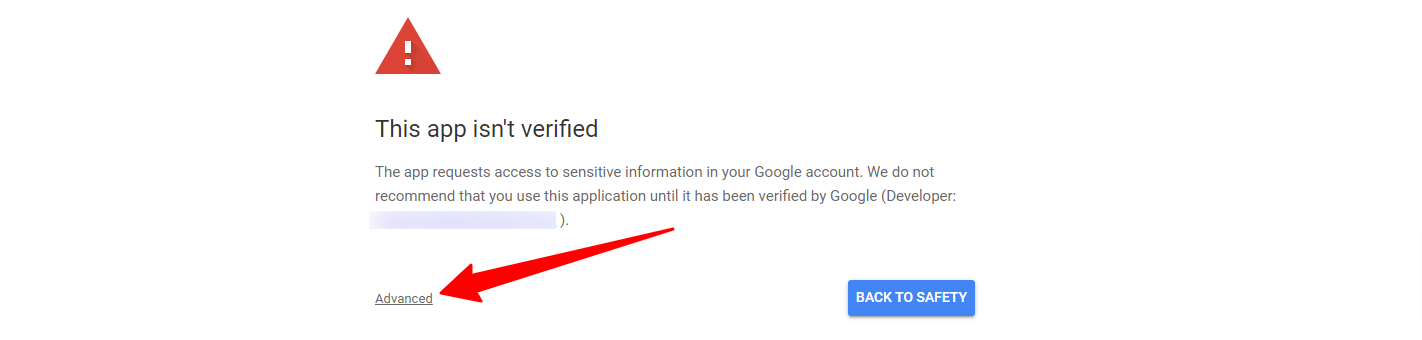 This app isn't verified
The app requests access to sensitive information in your Google account. We do not
recommend that you use this application until it has been verified by Google (Developer:
).
Advanced
BACK TO SAFETY